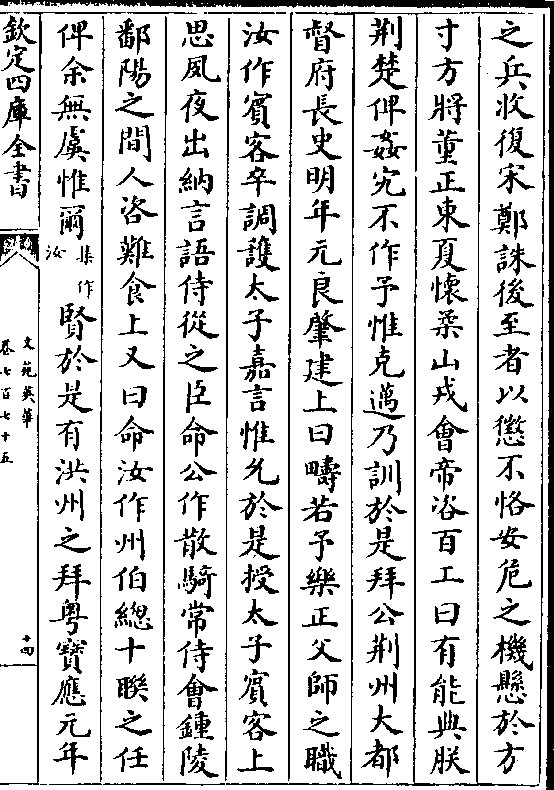 之兵收復宋鄭誅後至者以懲不恪安危之機懸於方
寸方將董正東夏懷柔山戎會帝咨百工曰有能典朕
荆楚俾姦宄不作予惟克邁乃訓於是拜公荆州大都
督府長史明年元良肇建上曰疇若予樂正父師之職
汝作賓客卒調護太子嘉言惟允於是授太子賓客上
思夙夜出納言語侍從之臣命公作散騎常侍會鍾陵
鄱陽之間人咨難食上又曰命汝作州伯總十聯之任
俾余無虞惟爾集作汝賢於是有洪州之拜粤寶應元年
欽定四庫全書
文苑英華
卷七百七十五
十四